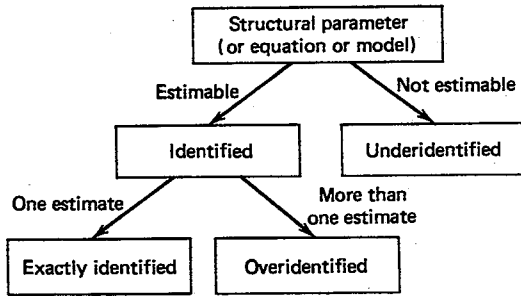 Structural parameter
(or equation or model)
Estimable
Not estimable
Identified
Underidentified
One estimate
More than
one estimate
Exactly identified
Overidentified